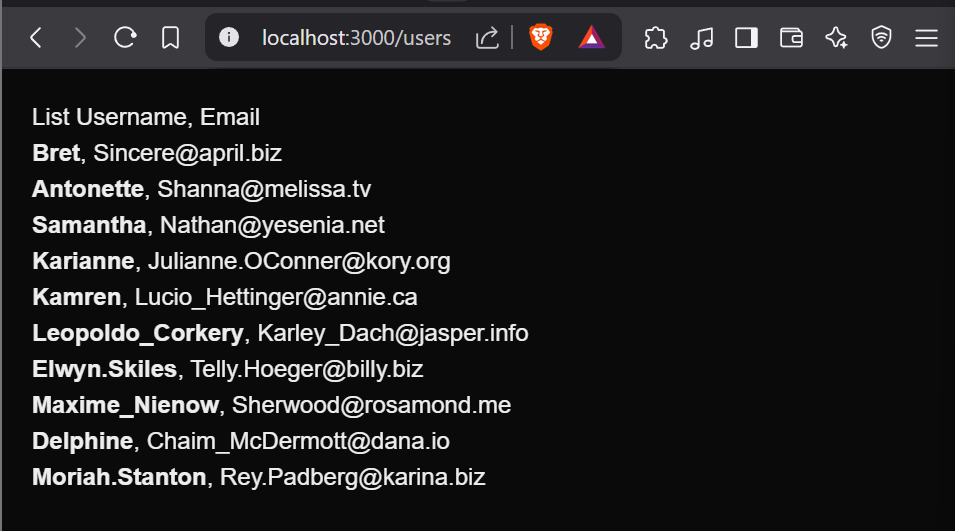 localhost:3000/users
List Username, Email
Bret, Sincere@april.biz
Antonette, Shanna@melissa.tv
Samantha, Nathan@yesenia.net
Karianne, Julianne.OConner@kory.org
Kamren, Lucio_Hettinger@annie.ca
Leopoldo_Corkery, Karley_Dach@jasper.info
Elwyn.Skiles, Telly.Hoeger@billy.biz
Maxime_Nienow, Sherwood@rosamond.me
Delphine, Chaim_McDermott@dana.io
Moriah.Stanton, Rey.Padberg@karina.biz